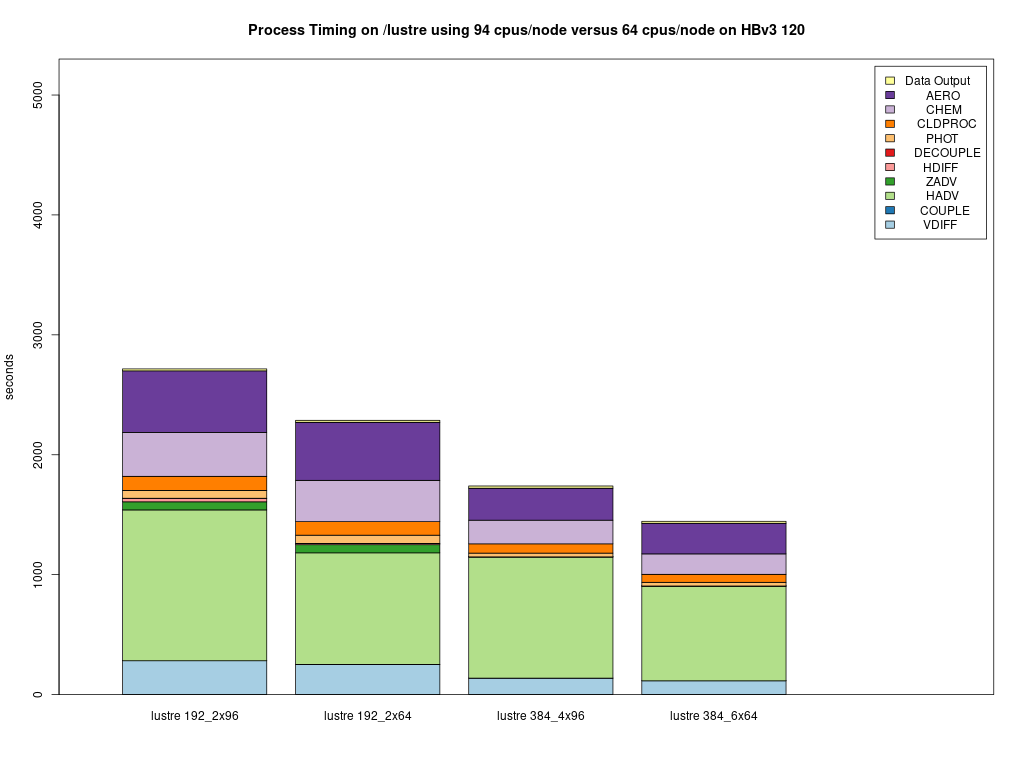 Process Timing on /lustre using 94 cpus/node versus 64 cpus/node on HBv3 120
Data Output
AERO
CHEM
CLDPROC
PHOT
DECOUPLE
HDIFF
ZADV
HADV
COUPLE
VDIFF
seconds
5000
4000
3000
2000
1000
0
lustre 192_2x96
lustre 192_2x64
lustre 384_4x96
lustre 384_6x64